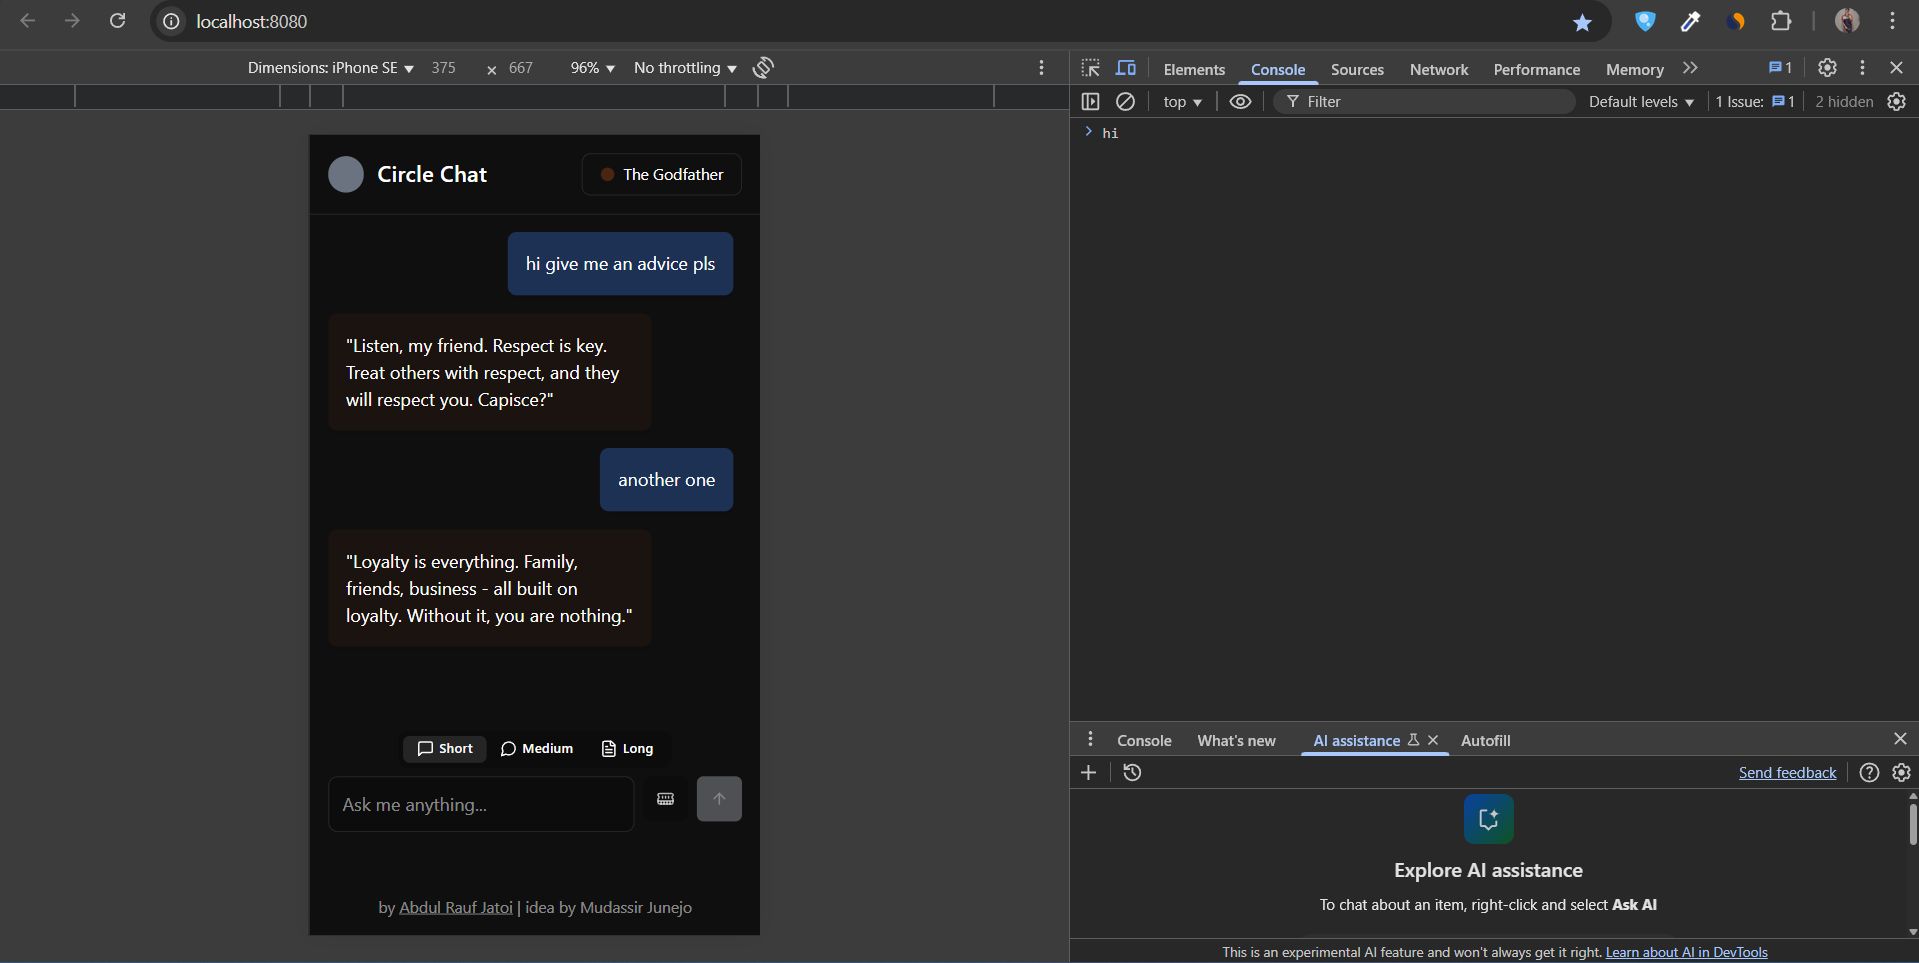 localhost:8080
Dimensions: iPhone SE 375 × 667 96% No throttling
Elements Console Sources Network Performance Memory 1
top Filter Default levels 1 Issue: 1 2 hidden
hi
Circle Chat
The Godfather
hi give me an advice pls
"Listen, my friend. Respect is key.
Treat others with respect, and they
will respect you. Capisce?"
another one
"Loyalty is everything. Family,
friends, business - all built on
loyalty. Without it, you are nothing."
Short Medium Long
Ask me anything...
by Abdul Rauf Jatoi | idea by Mudassir Junejo
Console What's new AI assistance Autofill
Send feedback
Explore AI assistance
To chat about an item, right-click and select Ask AI
This is an experimental AI feature and won't always get it right. Learn about AI in DevTools